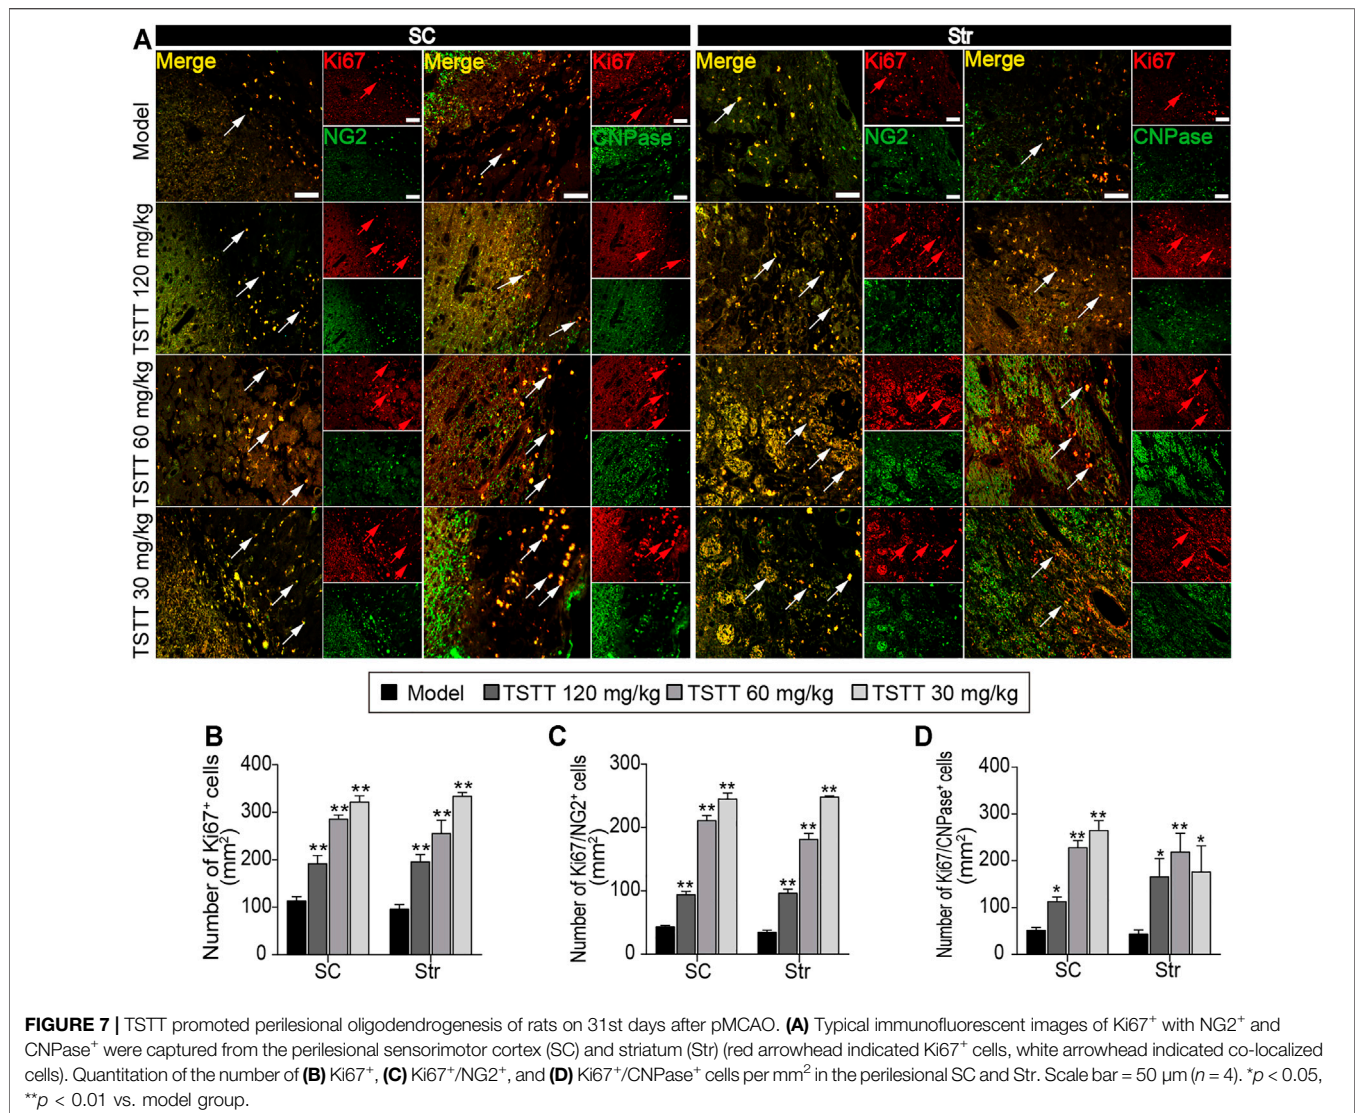 A
SC
Str
Merge
Ki67
Merge
Ki67
Merge
Ki67
Merge
Ki67
NG2
CNPase
NG2
CNPase
Model
TSTT 120 mg/kg
TSTT 60 mg/kg
TSTT 30 mg/kg
Model TSTT 120 mg/kg TSTT 60 mg/kg TSTT 30 mg/kg
B
Number of Ki67⁺ cells
(mm²)
400
300
200
100
0
** ** ** ** ** **
SC Str
C
Number of Ki67/NG2⁺ cells
(mm²)
300
200
100
0
** ** ** ** ** **
SC Str
D
Number of Ki67/CNPase⁺ cells
(mm²)
400
300
200
100
0
* ** ** * ** *
SC Str
FIGURE 7 | TSTT promoted perilesional oligodendrogenesis of rats on 31st days after pMCAO. (A) Typical immunofluorescent images of Ki67⁺ with NG2⁺ and
CNPase⁺ were captured from the perilesional sensorimotor cortex (SC) and striatum (Str) (red arrowhead indicated Ki67⁺ cells, white arrowhead indicated co-localized
cells). Quantitation of the number of (B) Ki67⁺, (C) Ki67⁺/NG2⁺, and (D) Ki67⁺/CNPase⁺ cells per mm² in the perilesional SC and Str. Scale bar = 50 μm (n = 4). *p < 0.05,
**p < 0.01 vs. model group.